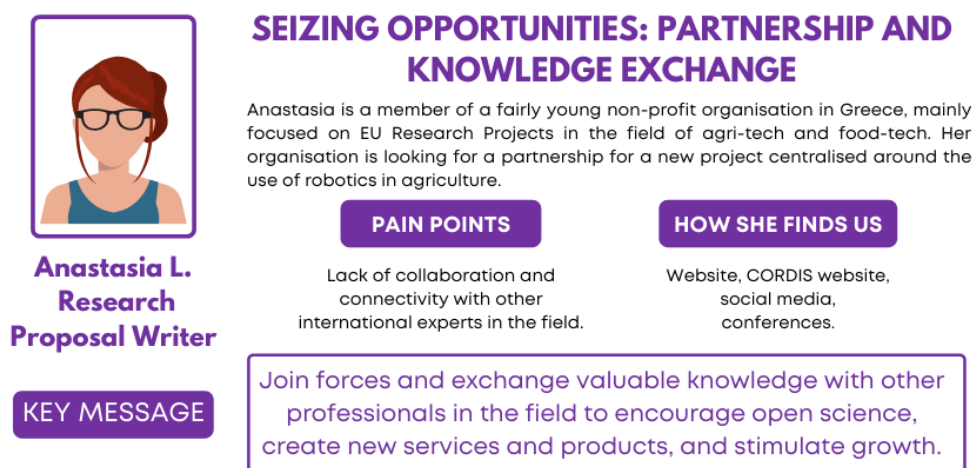 SEIZING OPPORTUNITIES: PARTNERSHIP AND
KNOWLEDGE EXCHANGE
Anastasia is a member of a fairly young non-profit organisation in Greece, mainly
focused on EU Research Projects in the field of agri-tech and food-tech. Her
organisation is looking for a partnership for a new project centralised around the
use of robotics in agriculture.
Anastasia L.
Research
Proposal Writer
PAIN POINTS
Lack of collaboration and
connectivity with other
international experts in the field.
HOW SHE FINDS US
Website, CORDIS website,
social media,
conferences.
KEY MESSAGE
Join forces and exchange valuable knowledge with other
professionals in the field to encourage open science,
create new services and products, and stimulate growth.